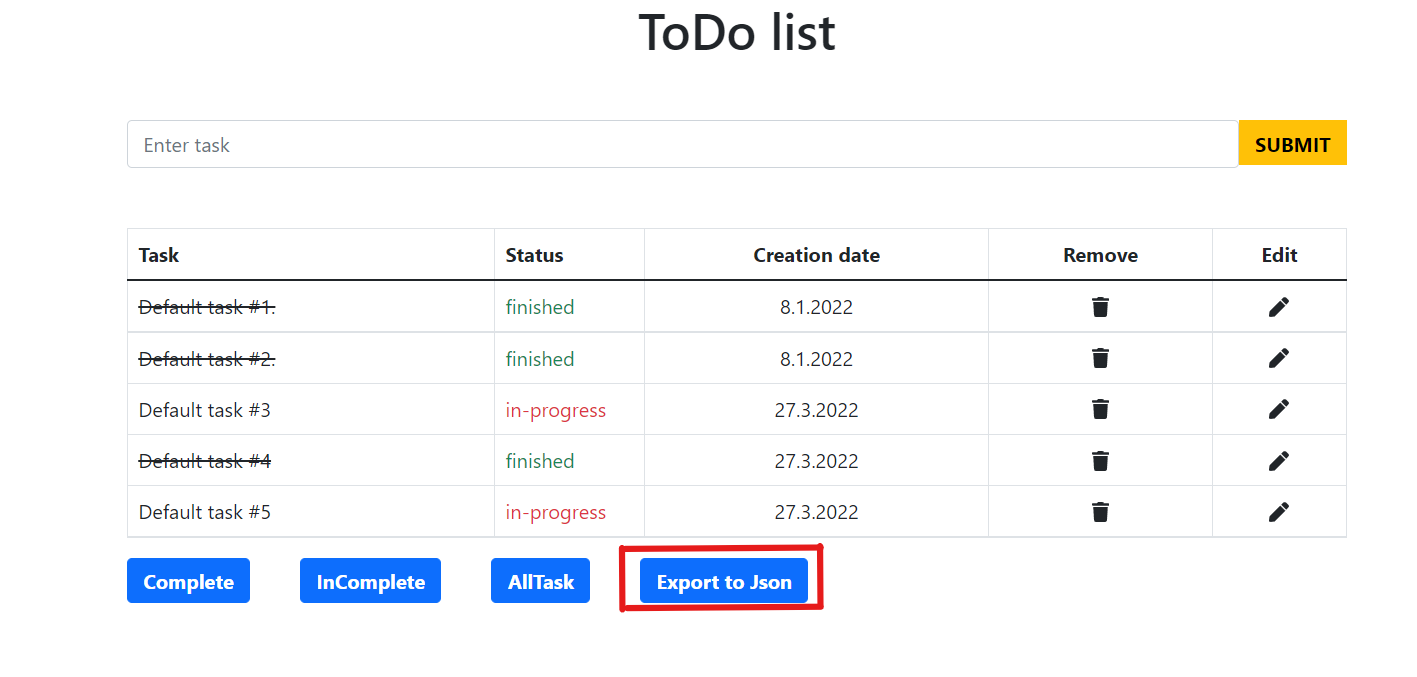 ToDo list
Enter task SUBMIT
Task Status Creation date Remove Edit
Default task #1. finished 8.1.2022
Default task #2. finished 8.1.2022
Default task #3 in-progress 27.3.2022
Default task #4 finished 27.3.2022
Default task #5 in-progress 27.3.2022
Complete InComplete AllTask Export to Json